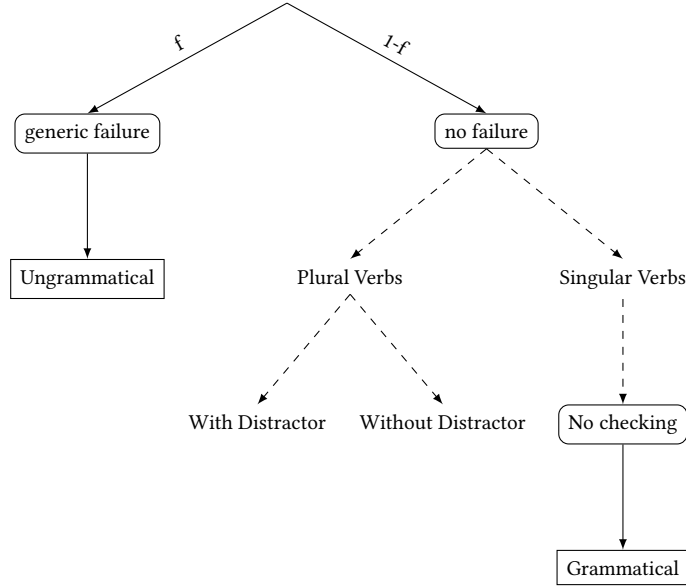 f
1-f
generic failure
no failure
Ungrammatical
Plural Verbs
Singular Verbs
With Distractor
Without Distractor
No checking
Grammatical